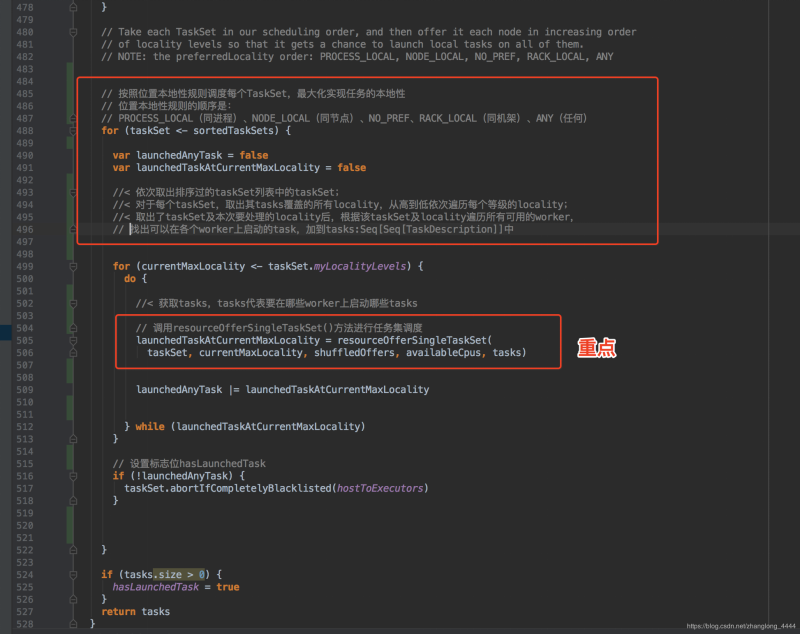 478 }
479
480 // Take each TaskSet in our scheduling order, and then offer it each node in increasing order
481 // of locality levels so that it gets a chance to launch local tasks on all of them.
482 // NOTE: the preferredLocality order: PROCESS_LOCAL, NODE_LOCAL, NO_PREF, RACK_LOCAL, ANY
483
484
485 // 按照位置本地性规则调度每个TaskSet，最大化实现任务的本地性
486 // 位置本地性规则的顺序是：
487 // PROCESS_LOCAL（同进程）、NODE_LOCAL（同节点）、NO_PREF、RACK_LOCAL（同机架）、ANY（任何）
488 for (taskSet <- sortedTaskSets) {
489
490 var launchedAnyTask = false
491 var launchedTaskAtCurrentMaxLocality = false
492
493 //< 依次取出排序过的taskSet列表中的taskSet；
494 //< 对于每个taskSet，取出其tasks覆盖的所有locality，从高到低依次遍历每个等级的locality；
495 //< 取出了taskSet及本次要处理的locality后，根据该taskSet及locality遍历所有可用的worker，
496 // 找出可以在各个worker上启动的task，加到tasks:Seq[Seq[TaskDescription]]中
497
498
499 for (currentMaxLocality <- taskSet.myLocalityLevels) {
500 do {
501
502 //< 获取tasks，tasks代表要在哪些worker上启动哪些tasks
503
504 // 调用resourceOfferSingleTaskSet()方法进行任务集调度
505 launchedTaskAtCurrentMaxLocality = resourceOfferSingleTaskSet(
506 taskSet, currentMaxLocality, shuffledOffers, availableCpus, tasks)
重点
507
508
509 launchedAnyTask |= launchedTaskAtCurrentMaxLocality
510
511
512 } while (launchedTaskAtCurrentMaxLocality)
513 }
514
515 // 设置标志位hasLaunchedTask
516 if (!launchedAnyTask) {
517 taskSet.abortIfCompletelyBlacklisted(hostToExecutors)
518 }
519
520
521
522 }
523
524 if (tasks.size > 0) {
525 hasLaunchedTask = true
526 }
527 return tasks
528 }
https://blog.csdn.net/zhanglong_4444